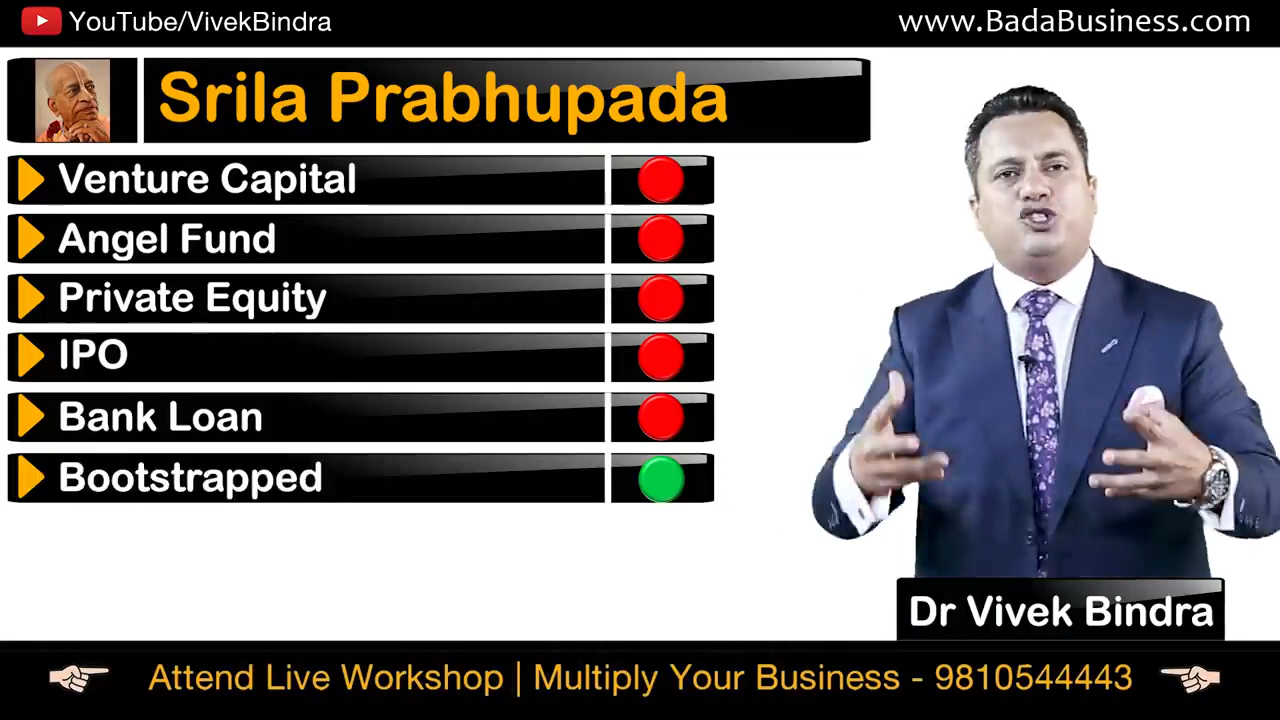 YouTube/VivekBindra
www.BadaBusiness.com
Srila Prabhupada
Venture Capital
Angel Fund
Private Equity
IPO
Bank Loan
Bootstrapped
Dr Vivek Bindra
Attend Live Workshop | Multiply Your Business - 9810544443